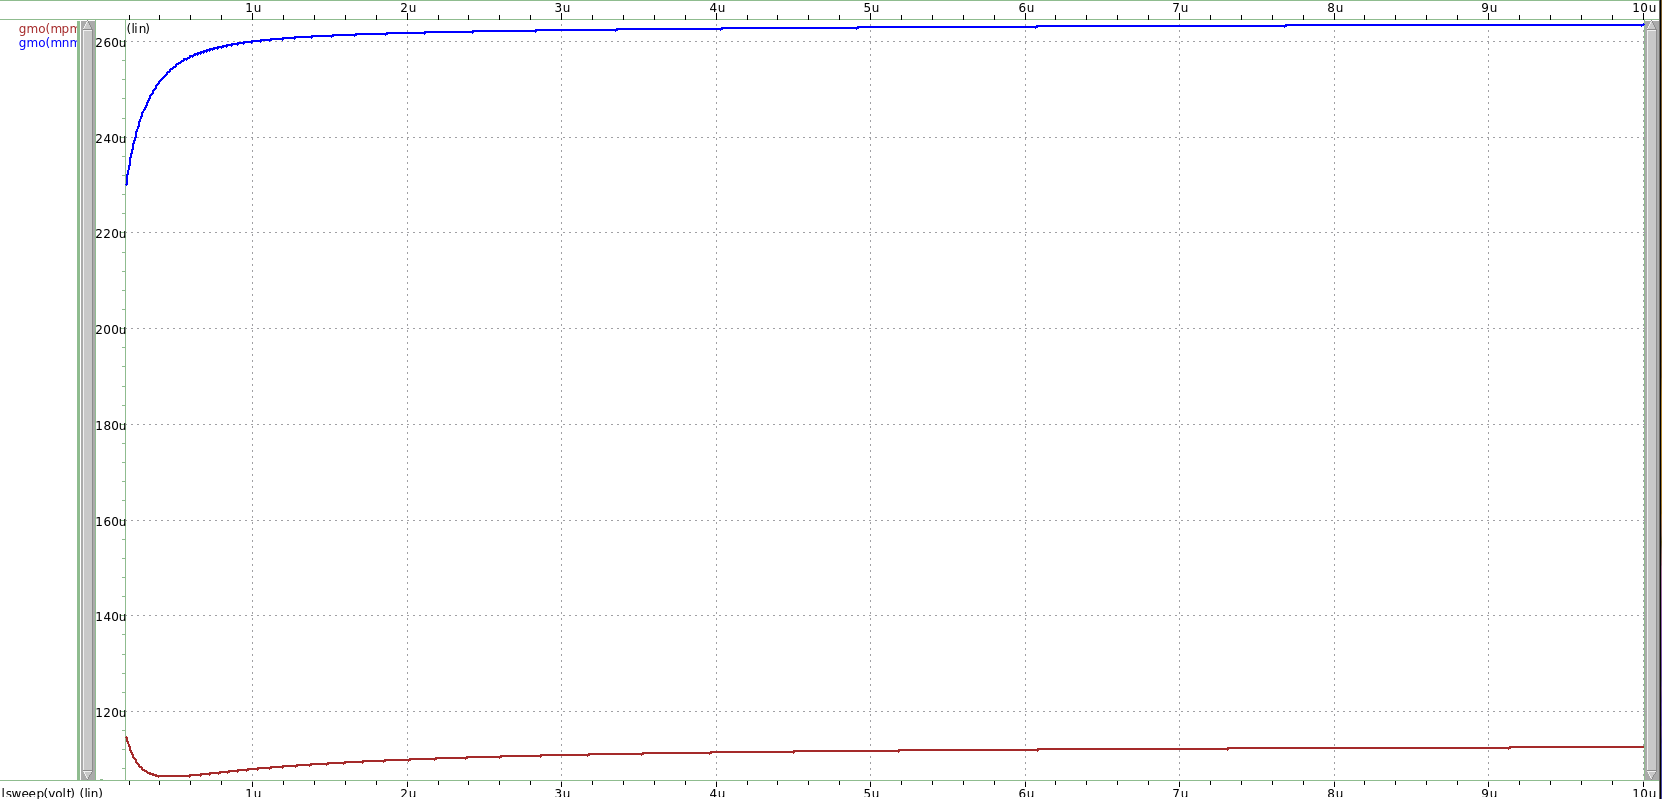 1u 2u 3u 4u 5u 6u 7u 8u 9u 10u
gmo(mpm
(lin)
gmo(mnm
260u
240u
220u
200u
180u
160u
140u
120u
lsweep(volt) (lin)
1u 2u 3u 4u 5u 6u 7u 8u 9u 10u